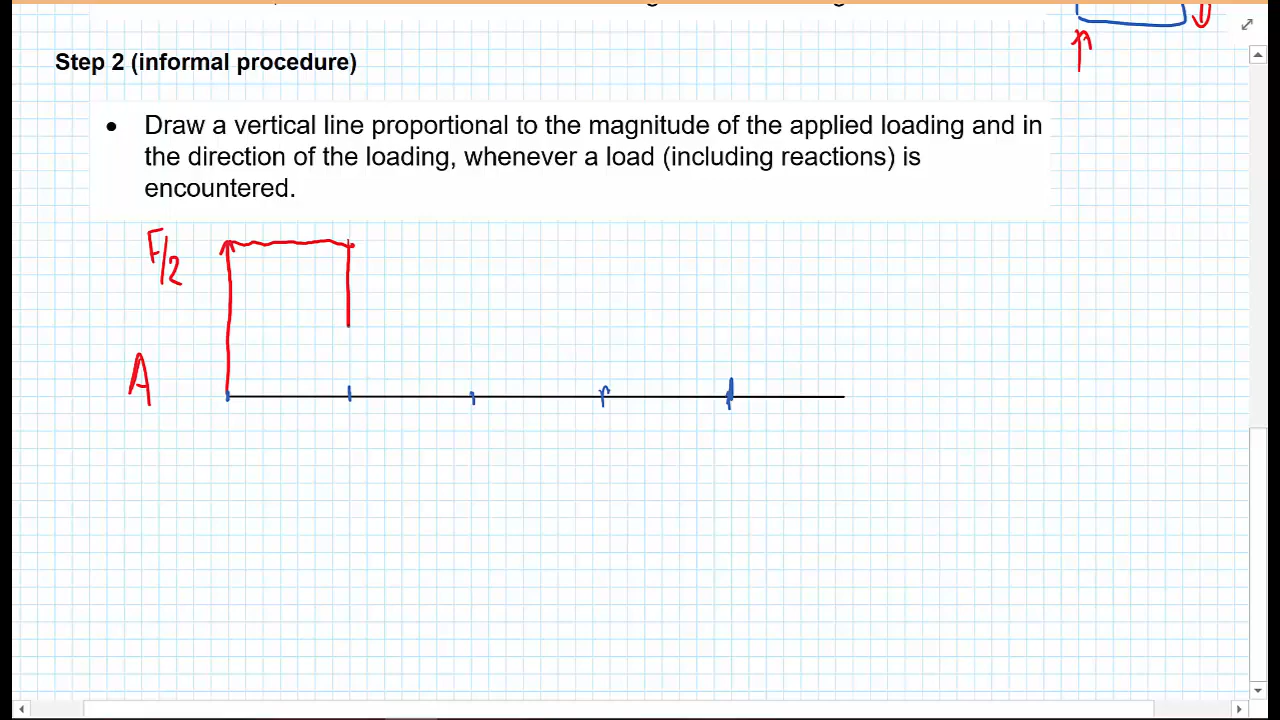 Step 2 (informal procedure)
• Draw a vertical line proportional to the magnitude of the applied loading and in
the direction of the loading, whenever a load (including reactions) is
encountered.
F/2
A